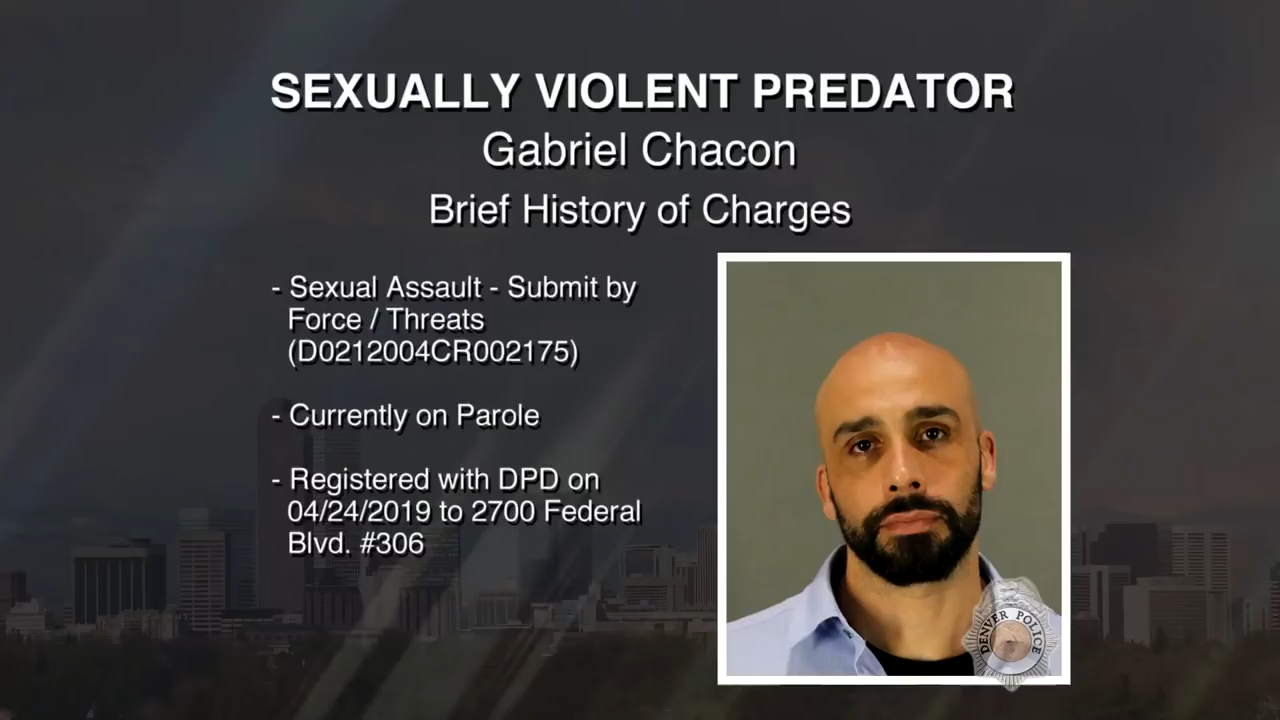 SEXUALLY VIOLENT PREDATOR
Gabriel Chacon
Brief History of Charges
- Sexual Assault - Submit by
Force / Threats
(D0212004CR002175)
- Currently on Parole
- Registered with DPD on
04/24/2019 to 2700 Federal
Blvd. #306
DENVER POLICE